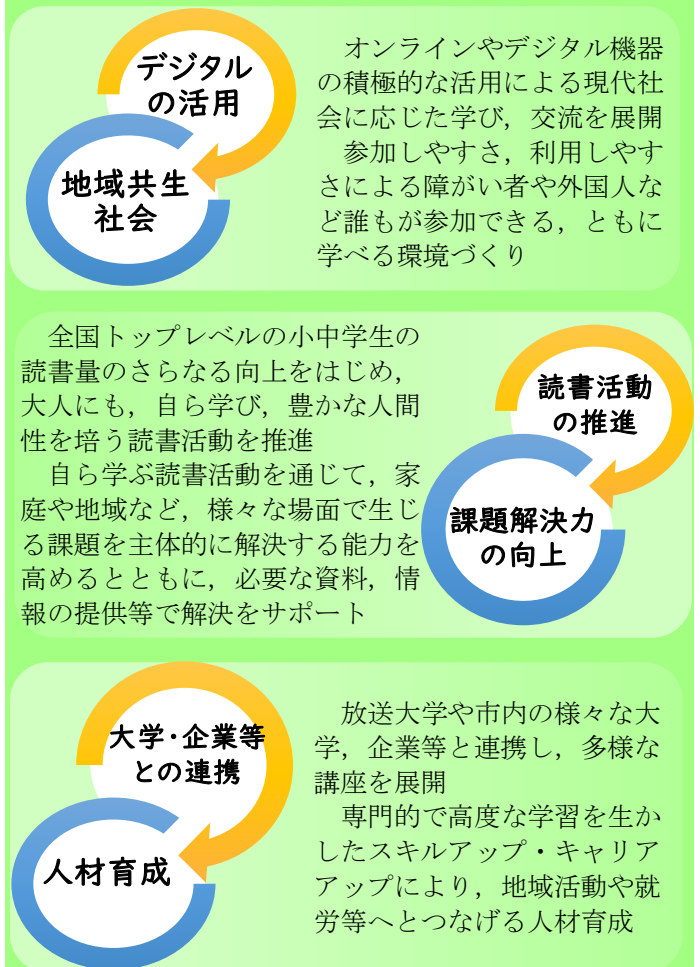 デジタル
の活用
地域共生
社会
　オンラインやデジタル機器
の積極的な活用による現代社
会に応じた学び，交流を展開
　参加しやすさ，利用しやす
さによる障がい者や外国人な
ど誰もが参加できる，ともに
学べる環境づくり
　全国トップレベルの小中学生の
読書量のさらなる向上をはじめ，
大人にも，自ら学び，豊かな人間
性を培う読書活動を推進
　自ら学ぶ読書活動を通じて，家
庭や地域など，様々な場面で生じ
る課題を主体的に解決する能力を
高めるとともに，必要な資料，情
報の提供等で解決をサポート
読書活動
の推進
課題解決力
の向上
大学・企業等
との連携
人材育成
　放送大学や市内の様々な大
学，企業等と連携し，多様な
講座を展開
　専門的で高度な学習を生か
したスキルアップ・キャリア
アップにより，地域活動や就
労等へとつなげる人材育成